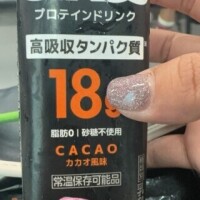 プロテインドリンク
高吸収タンパク質
18
脂肪0 | 砂糖不使用
CACAO
カカオ風味
常温保存可能品